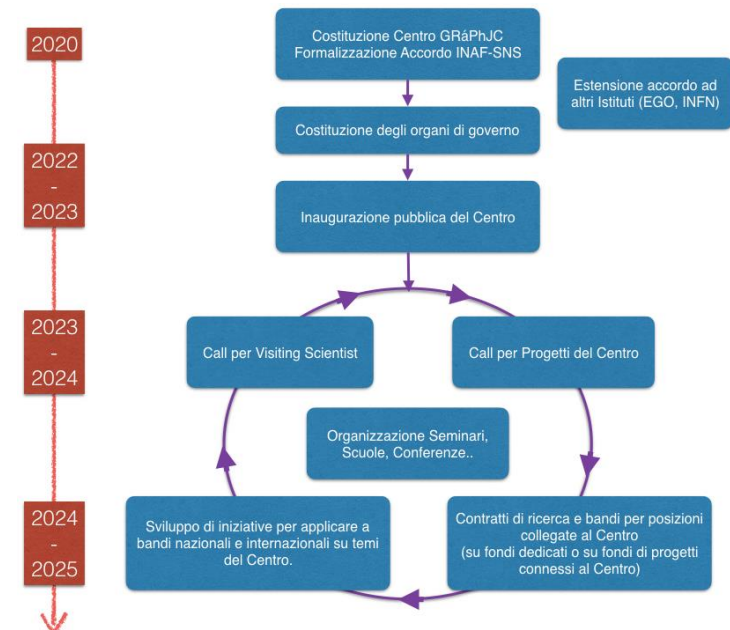 2020
Costituzione Centro GRáPhJC
Formalizzazione Accordo INAF-SNS
Estensione accordo ad
altri Istituti (EGO, INFN)
Costituzione degli organi di governo
2022
-
2023
Inaugurazione pubblica del Centro
2023
-
2024
Call per Visiting Scientist
Call per Progetti del Centro
Organizzazione Seminari,
Scuole, Conferenze..
2024
-
2025
Sviluppo di iniziative per applicare a
bandi nazionali e internazionali su temi
del Centro.
Contratti di ricerca e bandi per posizioni
collegate al Centro
(su fondi dedicati o su fondi di progetti
connessi al Centro)